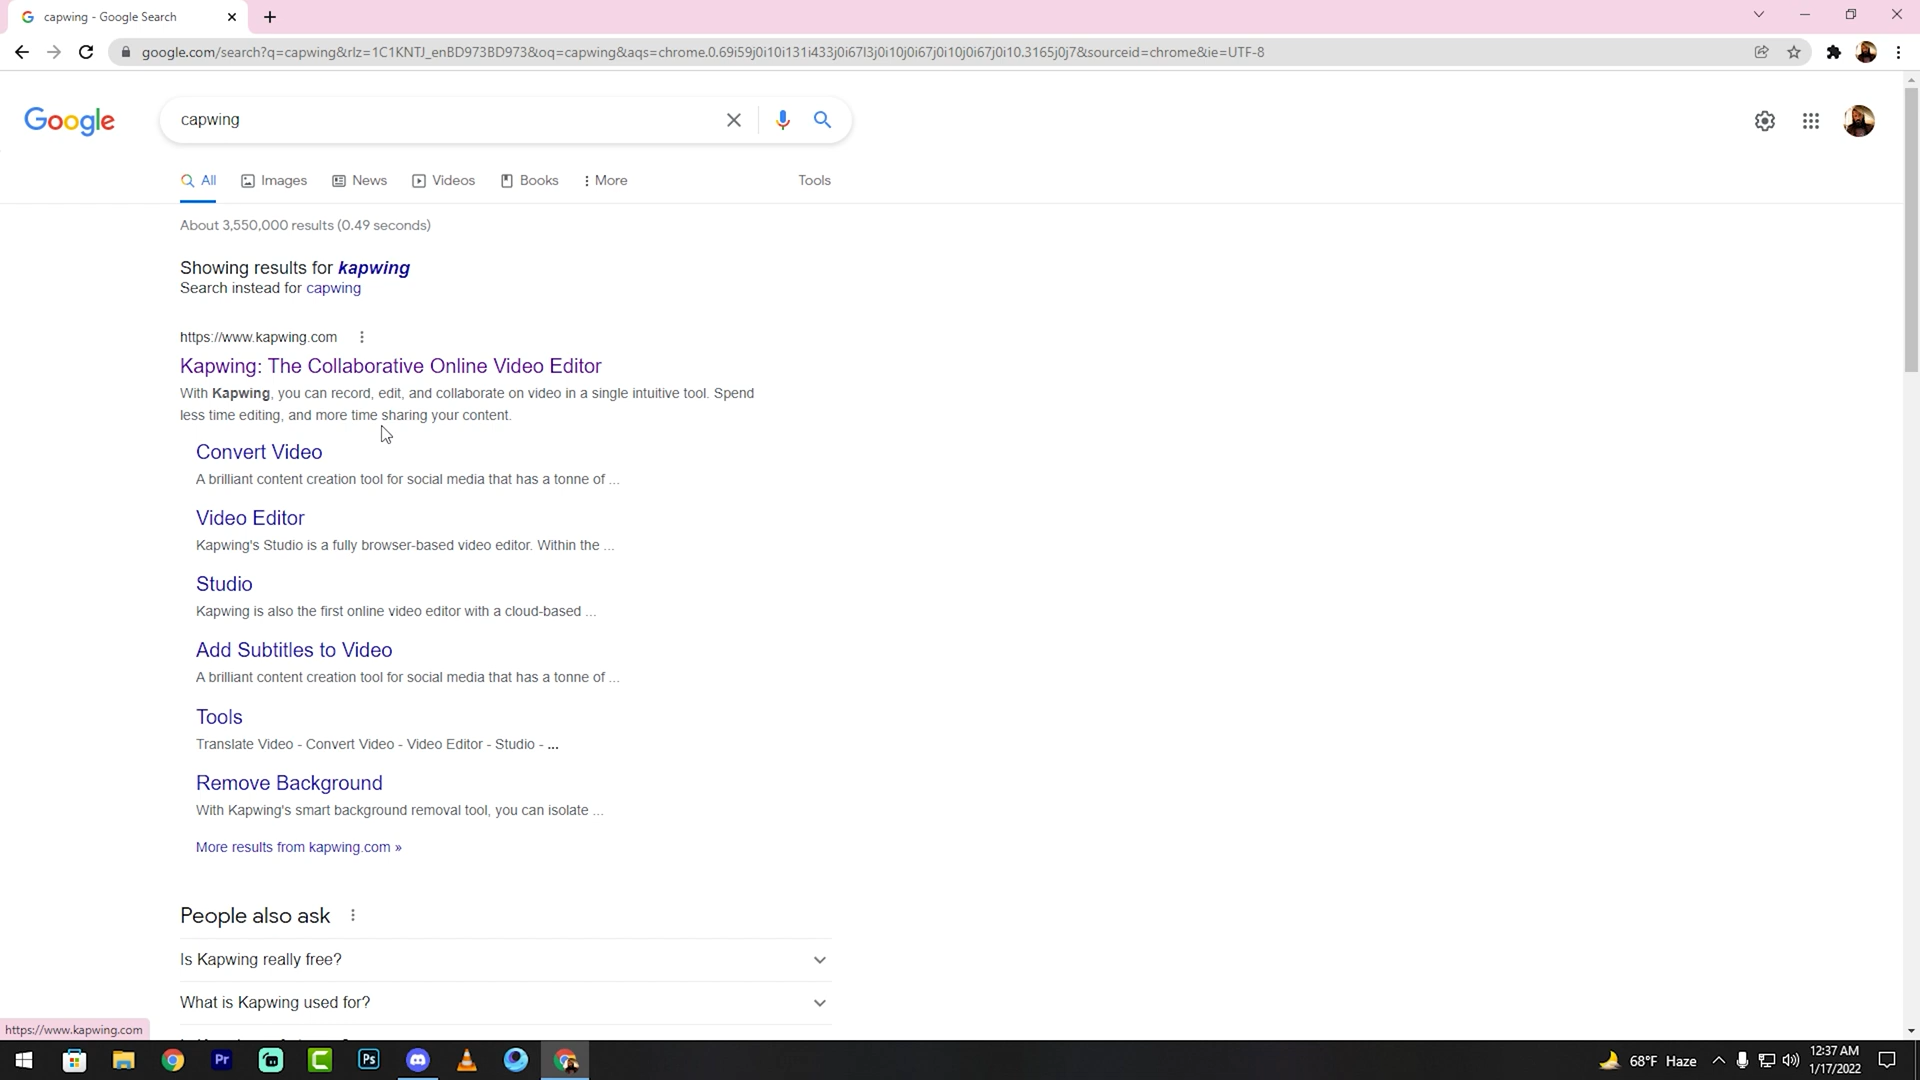 capwing - Google Search
google.com/search?q=capwing&rlz=1C1KNTJ_enBD973BD973&oq=capwing&aqs=chrome.0.69i59j0i10i131i433j0i67l3j0i10j0i67j0i10j0i67j0i10.3165j0j7&sourceid=chrome&ie=UTF-8
Google
capwing
All Images News Videos Books More Tools
About 3,550,000 results (0.49 seconds)
Showing results for kapwing
Search instead for capwing
https://www.kapwing.com
Kapwing: The Collaborative Online Video Editor
With Kapwing, you can record, edit, and collaborate on video in a single intuitive tool. Spend
less time editing, and more time sharing your content.
Convert Video
A brilliant content creation tool for social media that has a tonne of ...
Video Editor
Kapwing's Studio is a fully browser-based video editor. Within the ...
Studio
Kapwing is also the first online video editor with a cloud-based ...
Add Subtitles to Video
A brilliant content creation tool for social media that has a tonne of ...
Tools
Translate Video - Convert Video - Video Editor - Studio - ...
Remove Background
With Kapwing's smart background removal tool, you can isolate ...
More results from kapwing.com »
People also ask
Is Kapwing really free?
What is Kapwing used for?
https://www.kapwing.com
Pr
Ps
68°F Haze
12:37 AM
1/17/2022